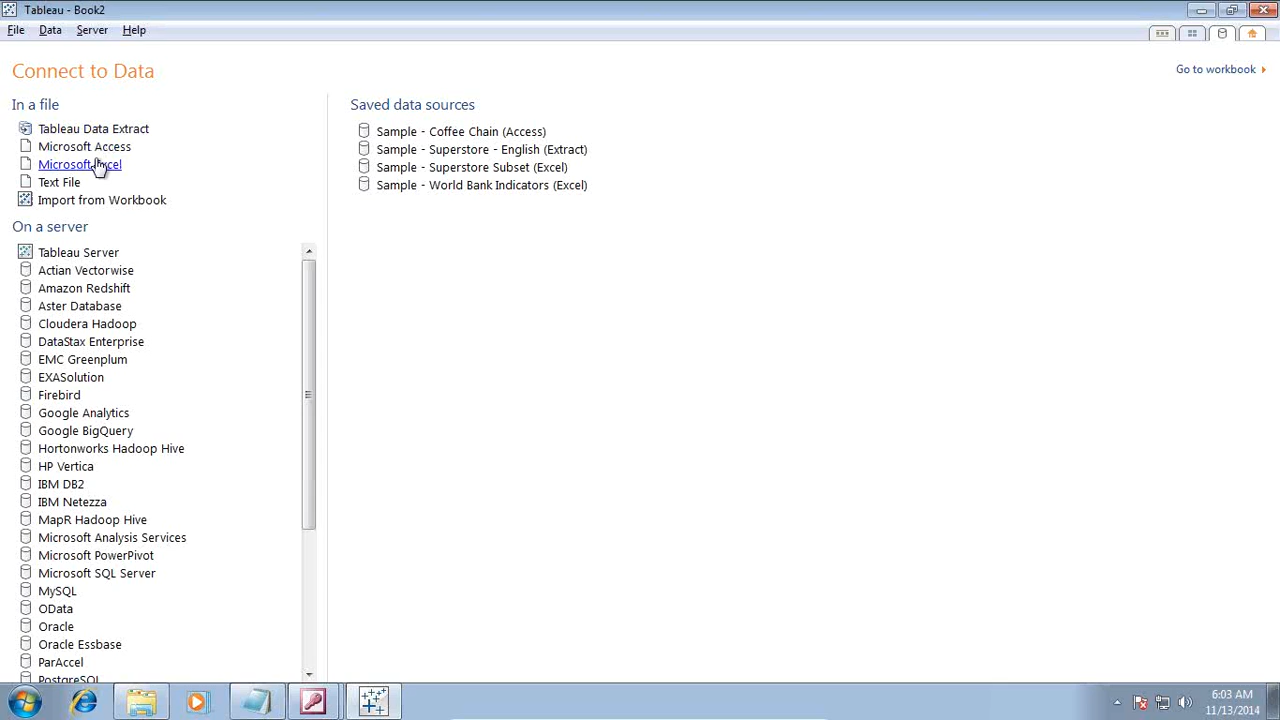 Tableau - Book2
File Data Server Help
Connect to Data
Go to workbook
In a file
Tableau Data Extract
Microsoft Access
Microsoft Excel
Text File
Import from Workbook
On a server
Tableau Server
Actian Vectorwise
Amazon Redshift
Aster Database
Cloudera Hadoop
DataStax Enterprise
EMC Greenplum
EXASolution
Firebird
Google Analytics
Google BigQuery
Hortonworks Hadoop Hive
HP Vertica
IBM DB2
IBM Netezza
MapR Hadoop Hive
Microsoft Analysis Services
Microsoft PowerPivot
Microsoft SQL Server
MySQL
OData
Oracle
Oracle Essbase
ParAccel
PostgreSQL
Saved data sources
Sample - Coffee Chain (Access)
Sample - Superstore - English (Extract)
Sample - Superstore Subset (Excel)
Sample - World Bank Indicators (Excel)
6:03 AM
11/13/2014